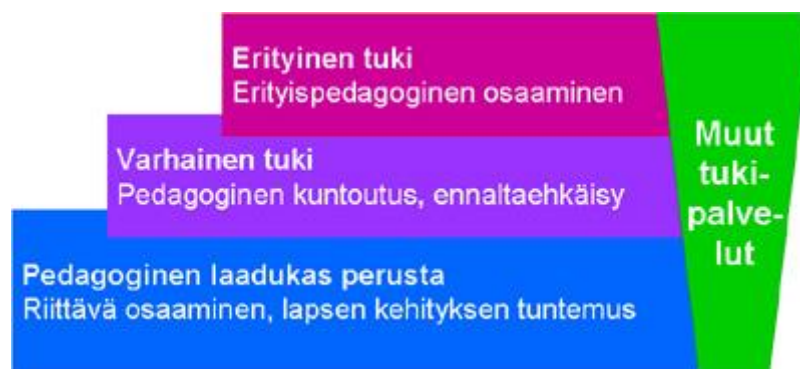 Erityinen tuki
Erityispedagoginen osaaminen
Varhainen tuki
Pedagoginen kuntoutus, ennaltaehkäisy
Pedagoginen laadukas perusta
Riittävä osaaminen, lapsen kehityksen tuntemus
Muut
tuki-
palve-
lut